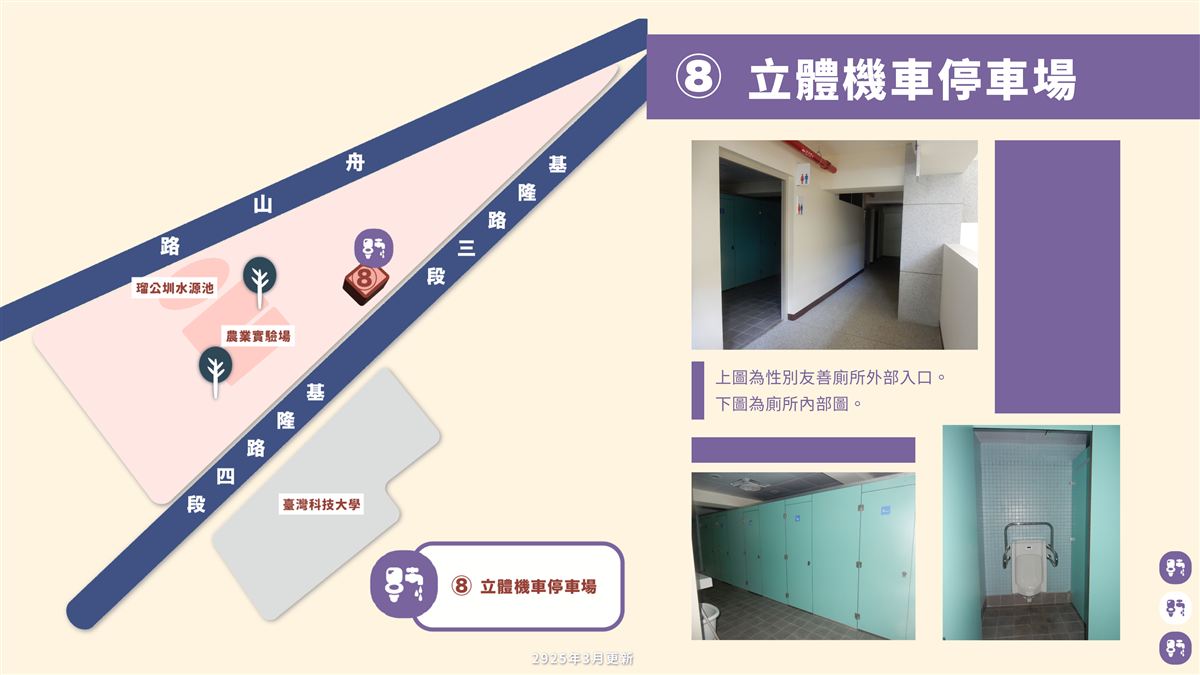 舟山路
基隆路三段
瑠公圳水源池
⑧
農業實驗場
基隆路四段
臺灣科技大學
⑧ 立體機車停車場
2925年3月更新
⑧ 立體機車停車場
上圖為性別友善廁所外部入口。
下圖為廁所內部圖。